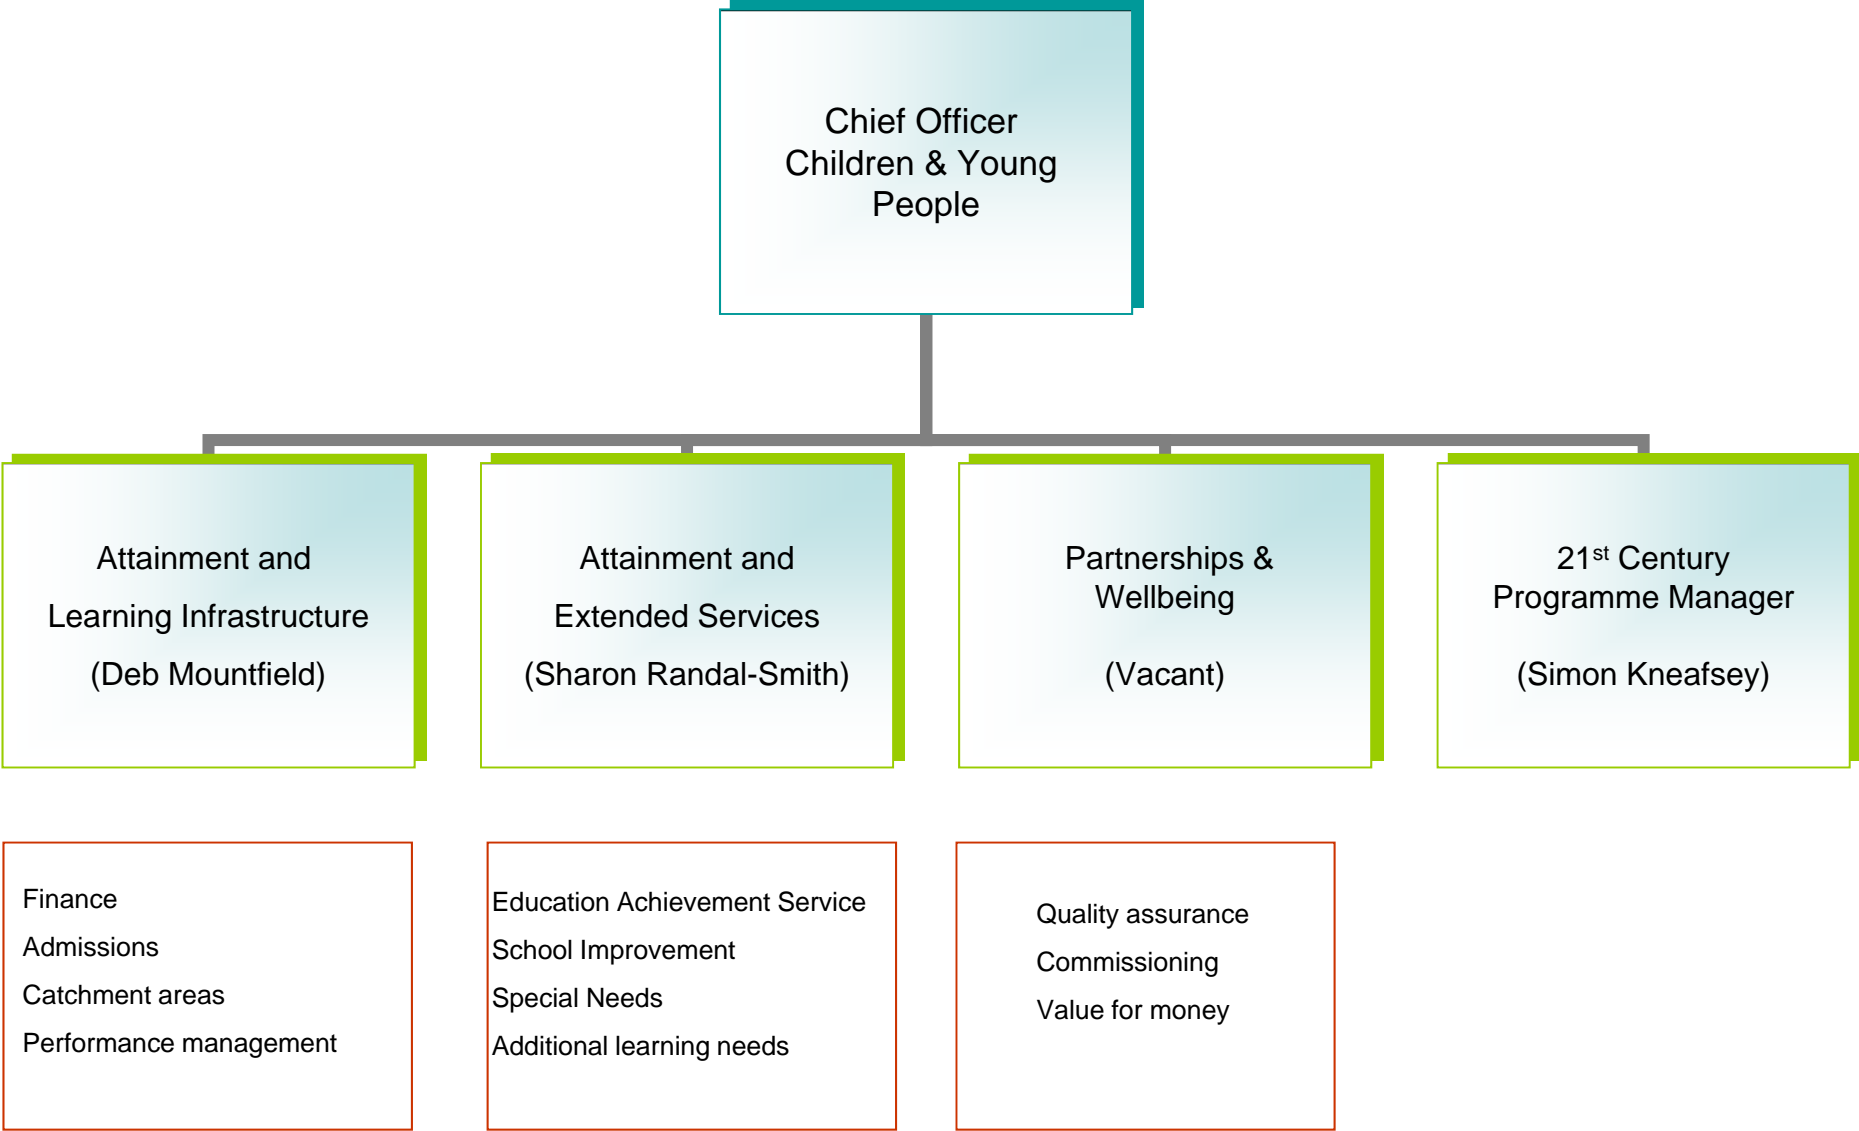 Chief Officer
Children & Young
People
Attainment and
Learning Infrastructure
(Deb Mountfield)
Attainment and
Extended Services
(Sharon Randal-Smith)
Partnerships &
Wellbeing
(Vacant)
21st Century
Programme Manager
(Simon Kneafsey)
Finance
Admissions
Catchment areas
Performance management
Education Achievement Service
School Improvement
Special Needs
Additional learning needs
Quality assurance
Commissioning
Value for money